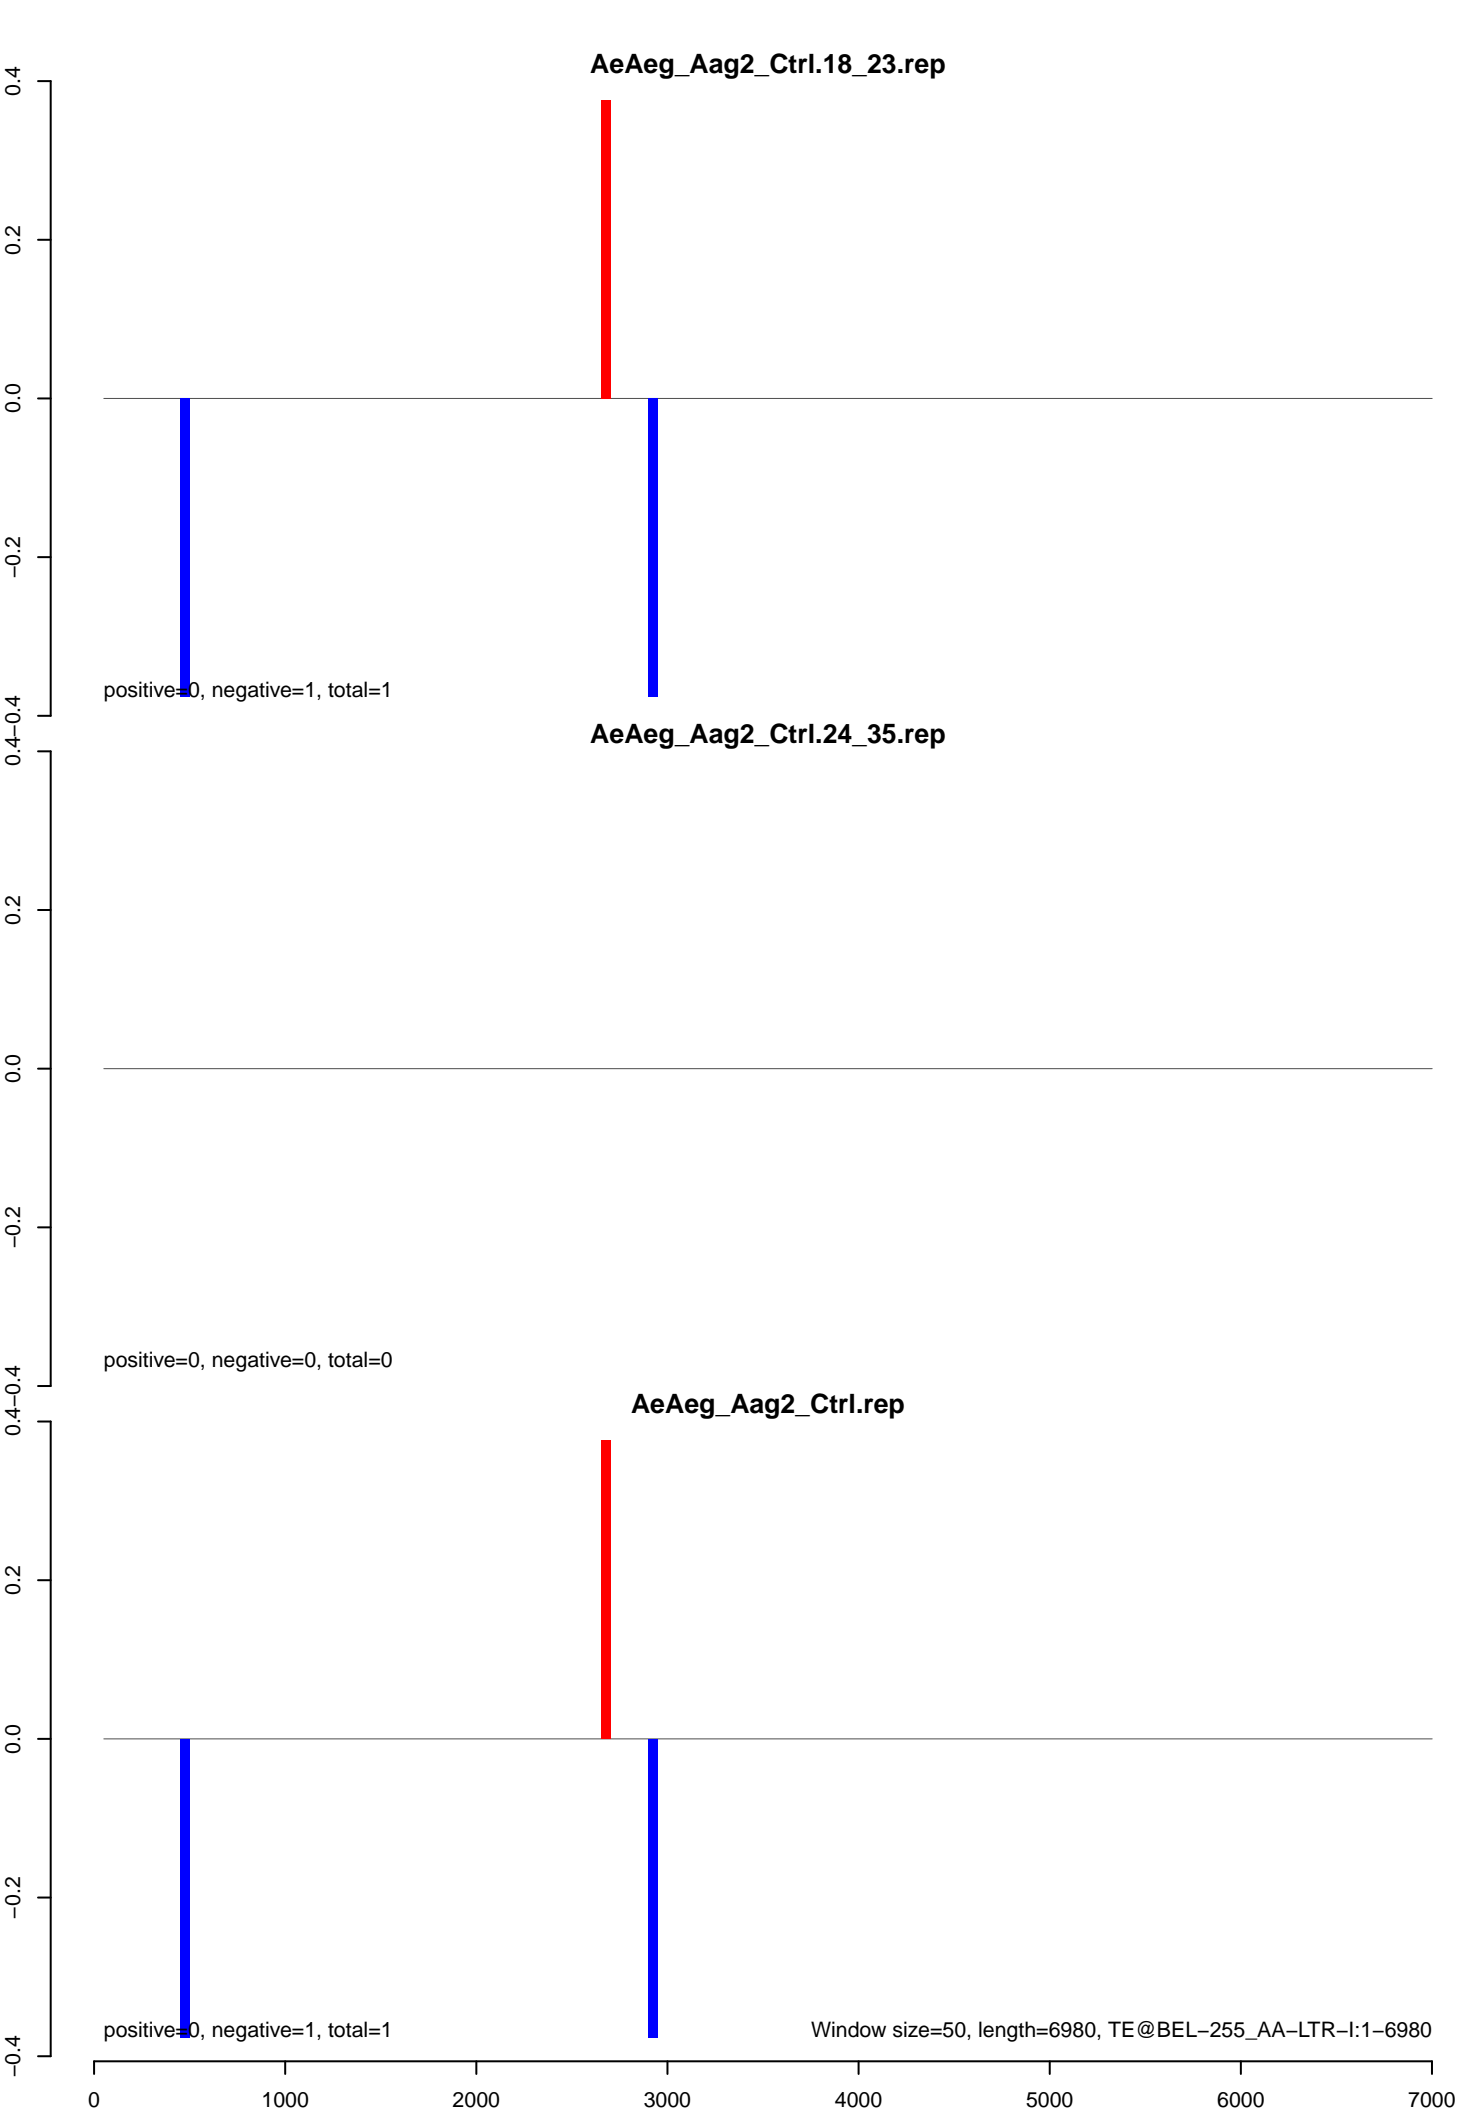 AeAeg_Aag2_Ctrl.18_23.rep
0.4
0.2
0.0
−0.2
−0.4
positive=0, negative=1, total=1
AeAeg_Aag2_Ctrl.24_35.rep
0.4
0.2
0.0
−0.2
−0.4
positive=0, negative=0, total=0
AeAeg_Aag2_Ctrl.rep
0.4
0.2
0.0
−0.2
−0.4
positive=0, negative=1, total=1
Window size=50, length=6980, TE@BEL−255_AA−LTR−I:1−6980
0 1000 2000 3000 4000 5000 6000 7000